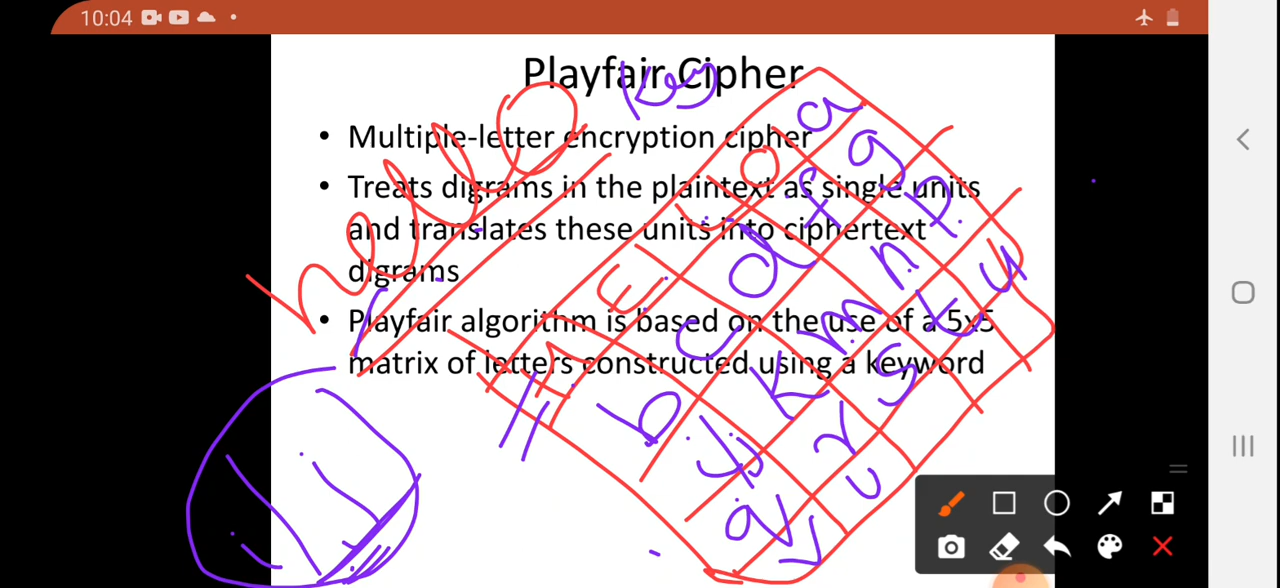 10:04
Playfair Cipher
key
hello
• Multiple-letter encryption cipher
• Treats digrams in the plaintext as single units
and translates these units into ciphertext
digrams
• Playfair algorithm is based on the use of a 5x5
matrix of letters constructed using a keyword
H E L O a
b c d f g
i/j k m n p
q r s t u
v